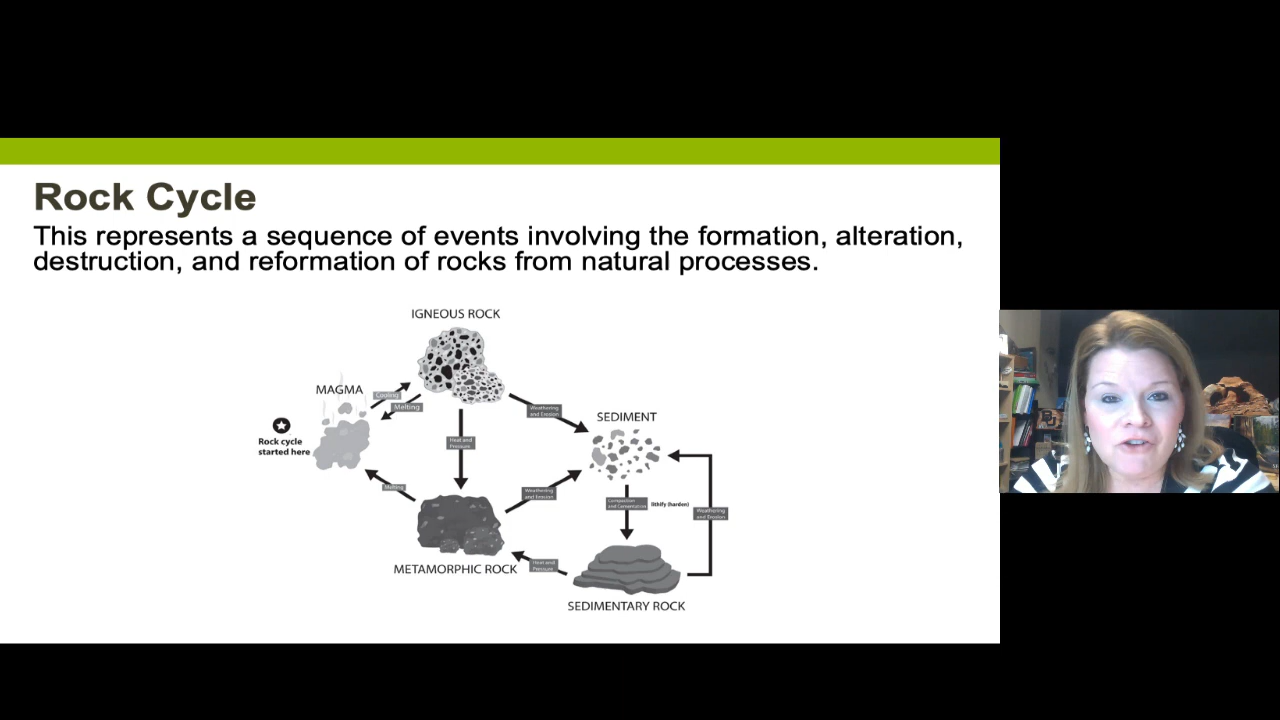 Rock Cycle
This represents a sequence of events involving the formation, alteration,
destruction, and reformation of rocks from natural processes.
IGNEOUS ROCK
MAGMA
Cooling
Melting
Weathering
and Erosion
SEDIMENT
Rock cycle
started here
Heat and
Pressure
Melting
Weathering
and Erosion
Compaction
and Cementation
lithify (harden)
Weathering
and Erosion
METAMORPHIC ROCK
Heat and
Pressure
SEDIMENTARY ROCK